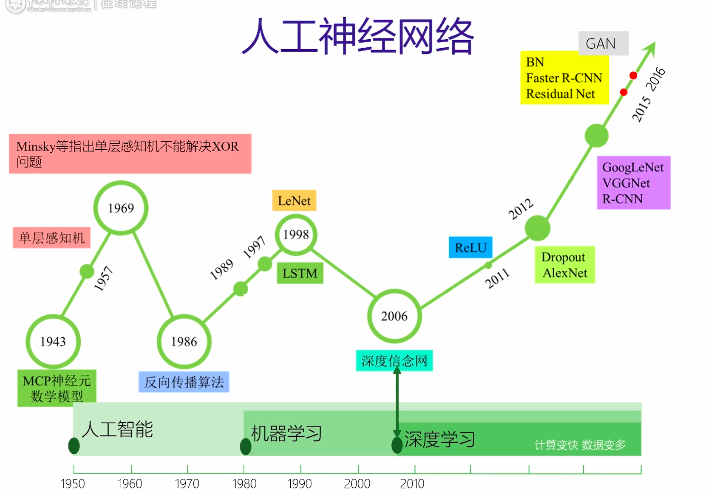 在线课程
人工神经网络
GAN
BN
Faster R-CNN
Residual Net
2015
2016
Minsky等指出单层感知机不能解决XOR
问题
GoogLeNet
VGGNet
R-CNN
1969
LeNet
2012
单层感知机
1998
1997
ReLU
1957
1989
LSTM
2011
Dropout
AlexNet
1943
1986
2006
MCP神经元
数学模型
反向传播算法
深度信念网
人工智能
机器学习
深度学习
计算变快 数据变多
1950
1960
1970
1980
1990
2000
2010